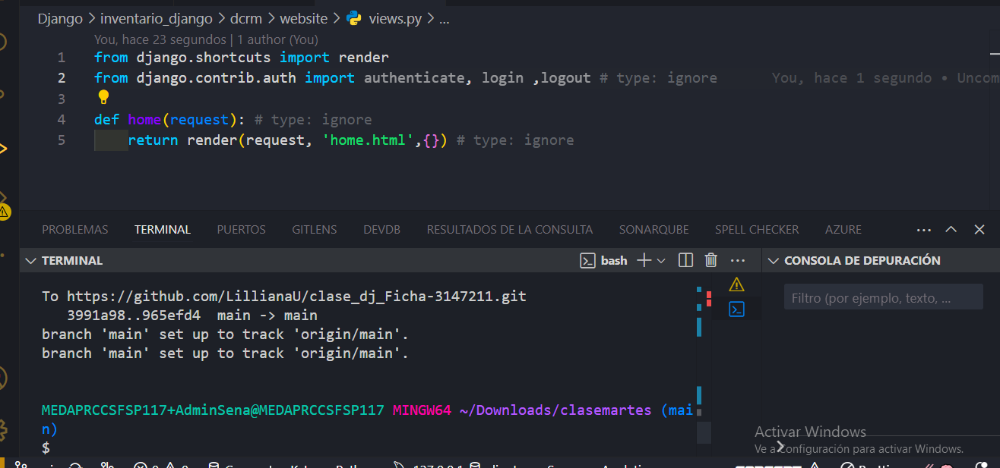 Django > inventario_django > dcrm > website > views.py > ...
You, hace 23 segundos | 1 author (You)
1 from django.shortcuts import render
2 from django.contrib.auth import authenticate, login ,logout # type: ignore You, hace 1 segundo • Uncom
3
4 def home(request): # type: ignore
5 return render(request, 'home.html',{}) # type: ignore
PROBLEMAS TERMINAL PUERTOS GITLENS DEVDB RESULTADOS DE LA CONSULTA SONARQUBE SPELL CHECKER AZURE
TERMINAL bash CONSOLA DE DEPURACIÓN
Filtro (por ejemplo, texto, ...
To https://github.com/LillianaU/clase_dj_Ficha-3147211.git
3991a98..965efd4 main -> main
branch 'main' set up to track 'origin/main'.
branch 'main' set up to track 'origin/main'.
MEDAPRCCSFSP117+AdminSena@MEDAPRCCSFSP117 MINGW64 ~/Downloads/clasemartes (mai
n)
$
Activar Windows
Ve a Configuración para activar Windows.